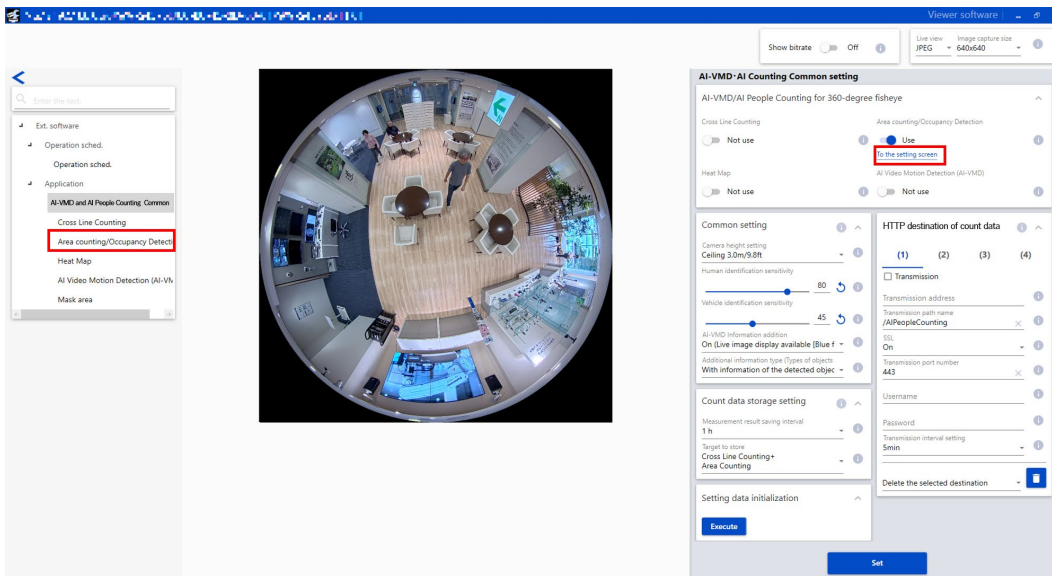 Viewer software
Show bitrate
Off
Live view
JPEG
Image capture size
640x640
Enter the text.
Ext. software
Operation sched.
Operation sched.
Application
AI-VMD and AI People Counting Common
Cross Line Counting
Area counting/Occupancy Detecti
Heat Map
AI Video Motion Detection (AI-VM
Mask area
AI-VMD·AI Counting Common setting
AI-VMD/AI People Counting for 360-degree fisheye
Cross Line Counting
Not use
Area counting/Occupancy Detection
Use
To the setting screen
Heat Map
Not use
AI Video Motion Detection (AI-VMD)
Not use
Common setting
Camera height setting
Ceiling 3.0m/9.8ft
Human identification sensitivity
80
Vehicle identification sensitivity
45
AI-VMD Information addition
On (Live image display available [Blue f
Additional information type (Types of objects
With information of the detected objec
Count data storage setting
Measurement result saving interval
1 h
Target to store
Cross Line Counting+
Area Counting
Setting data initialization
Execute
HTTP destination of count data
(1) (2) (3) (4)
Transmission
Transmission address
Transmission path name
/AIPeopleCounting
SSL
On
Transmission port number
443
Username
Password
Transmission interval setting
5min
Delete the selected destination
Set